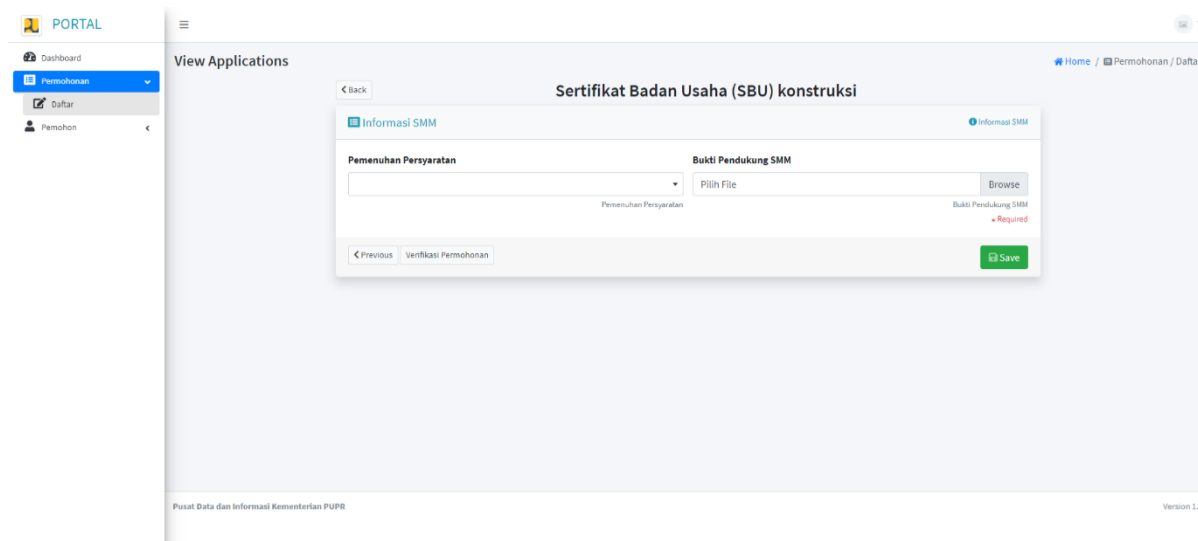 PORTAL
Dashboard
Permohonan
Daftar
Pemohon
View Applications
Home / Permohonan / Dafta
Back
Sertifikat Badan Usaha (SBU) konstruksi
Informasi SMM
Informasi SMM
Pemenuhan Persyaratan
Bukti Pendukung SMM
Pilih File
Browse
Pemenuhan Persyaratan
Bukti Pendukung SMM
Required
Previous
Verifikasi Permohonan
Save
Pusat Data dan Informasi Kementerian PUPR
Version 1.